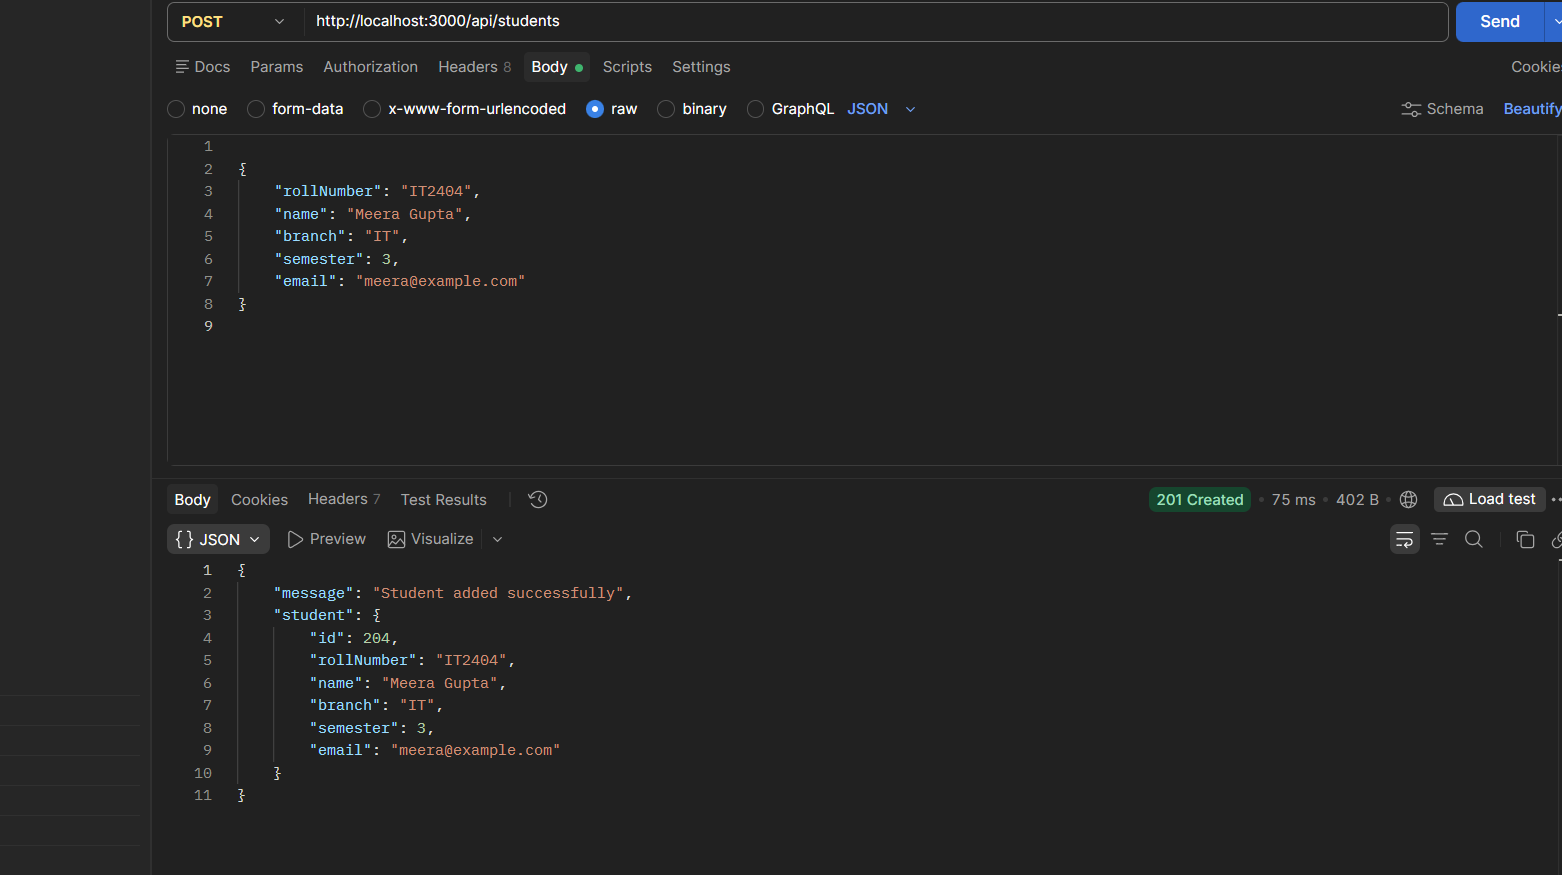 POST http://localhost:3000/api/students Send
Docs Params Authorization Headers 8 Body Scripts Settings Cookies
none form-data x-www-form-urlencoded raw binary GraphQL JSON Schema Beautify
1
2 {
3 "rollNumber": "IT2404",
4 "name": "Meera Gupta",
5 "branch": "IT",
6 "semester": 3,
7 "email": "meera@example.com"
8 }
9
Body Cookies Headers 7 Test Results 201 Created • 75 ms • 402 B • Load test
{} JSON Preview Visualize
1 {
2 "message": "Student added successfully",
3 "student": {
4 "id": 204,
5 "rollNumber": "IT2404",
6 "name": "Meera Gupta",
7 "branch": "IT",
8 "semester": 3,
9 "email": "meera@example.com"
10 }
11 }